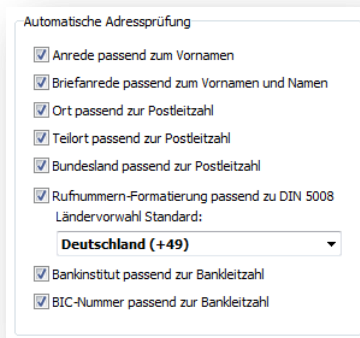 Automatische Adressprüfung
Anrede passend zum Vornamen
Briefanrede passend zum Vornamen und Namen
Ort passend zur Postleitzahl
Teilort passend zur Postleitzahl
Bundesland passend zur Postleitzahl
Rufnummern-Formatierung passend zu DIN 5008
Ländervorwahl Standard:
Deutschland (+49)
Bankinstitut passend zur Bankleitzahl
BIC-Nummer passend zur Bankleitzahl